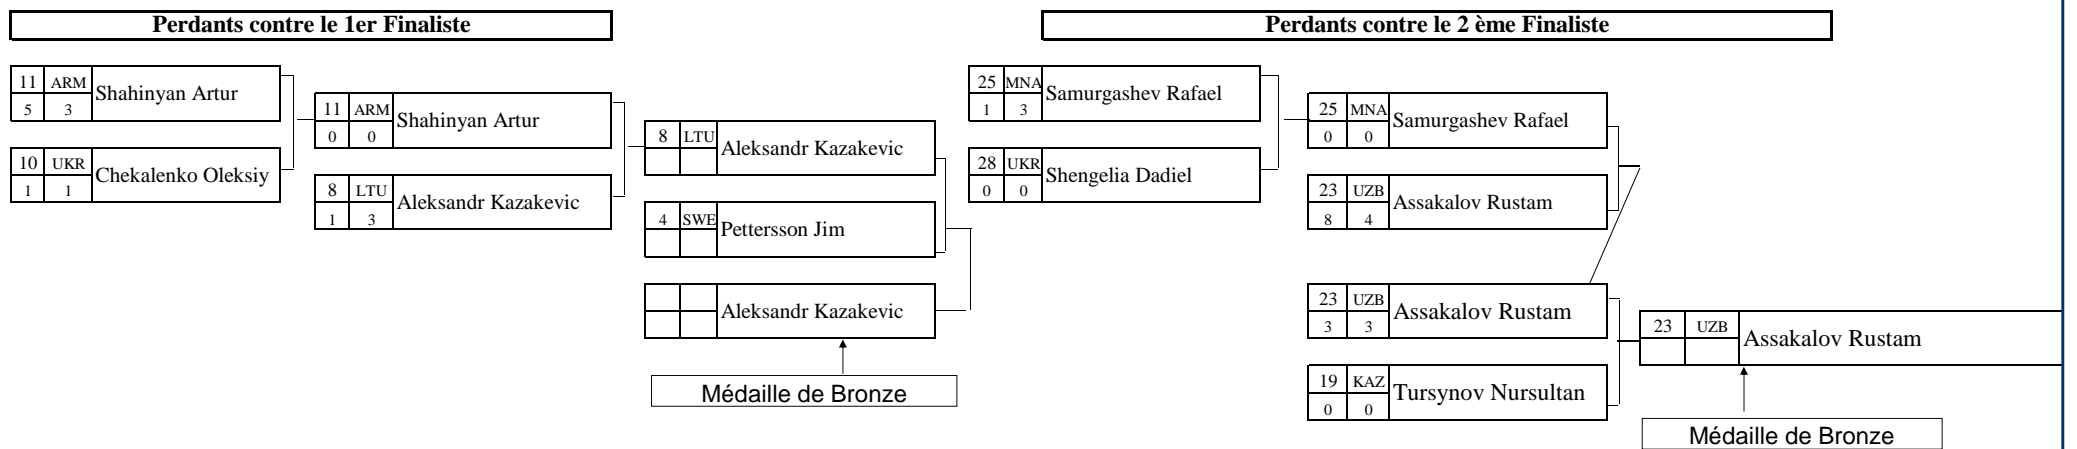 Perdants contre le 1er Finaliste
11 ARM Shahinyan Artur
5 3
10 UKR Chekalenko Oleksiy
1 1
11 ARM Shahinyan Artur
0 0
8 LTU Aleksandr Kazakevic
1 3
8 LTU Aleksandr Kazakevic
4 SWE Pettersson Jim
Aleksandr Kazakevic
Médaille de Bronze
Perdants contre le 2 ème Finaliste
25 MNA Samurgashev Rafael
1 3
28 UKR Shengelia Dadiel
0 0
25 MNA Samurgashev Rafael
0 0
23 UZB Assakalov Rustam
8 4
23 UZB Assakalov Rustam
3 3
19 KAZ Tursynov Nursultan
0 0
23 UZB Assakalov Rustam
Médaille de Bronze